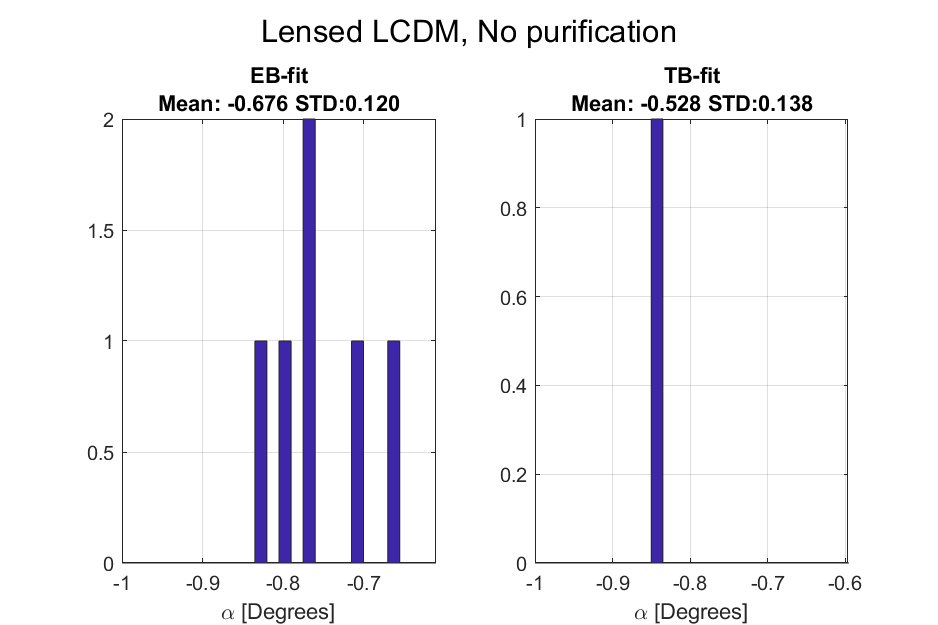 Lensed LCDM, No purification
EB-fit
Mean: -0.676 STD:0.120
2
1.5
1
0.5
0
-1
-0.9
-0.8
-0.7
α [Degrees]
TB-fit
Mean: -0.528 STD:0.138
1
0.8
0.6
0.4
0.2
0
-1
-0.9
-0.8
-0.7
-0.6
α [Degrees]